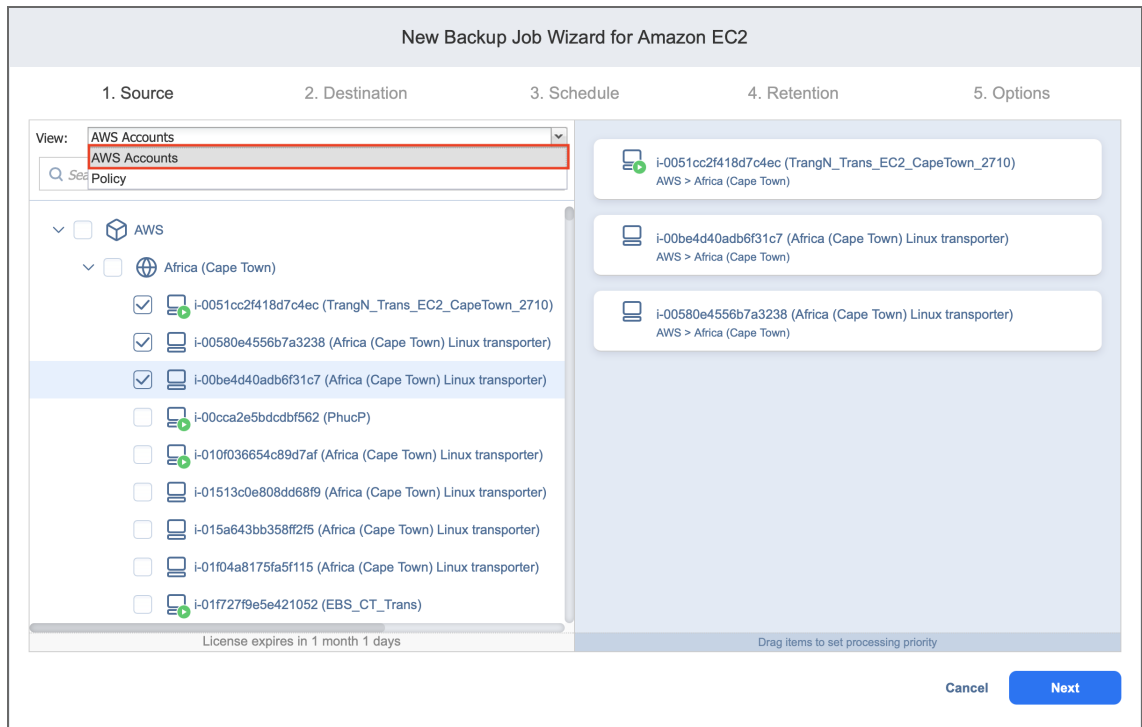 New Backup Job Wizard for Amazon EC2
1. Source
2. Destination
3. Schedule
4. Retention
5. Options
View: AWS Accounts
AWS Accounts
Policy
Sea
AWS
Africa (Cape Town)
i-0051cc2f418d7c4ec (TrangN_Trans_EC2_CapeTown_2710)
i-00580e4556b7a3238 (Africa (Cape Town) Linux transporter)
i-00be4d40adb6f31c7 (Africa (Cape Town) Linux transporter)
i-00cca2e5bdcdbf562 (PhucP)
i-010f036654c89d7af (Africa (Cape Town) Linux transporter)
i-01513c0e808dd68f9 (Africa (Cape Town) Linux transporter)
i-015a643bb358ff2f5 (Africa (Cape Town) Linux transporter)
i-01f04a8175fa5f115 (Africa (Cape Town) Linux transporter)
i-01f727f9e5e421052 (EBS_CT_Trans)
License expires in 1 month 1 days
i-0051cc2f418d7c4ec (TrangN_Trans_EC2_CapeTown_2710)
AWS > Africa (Cape Town)
i-00be4d40adb6f31c7 (Africa (Cape Town) Linux transporter)
AWS > Africa (Cape Town)
i-00580e4556b7a3238 (Africa (Cape Town) Linux transporter)
AWS > Africa (Cape Town)
Drag items to set processing priority
Cancel
Next